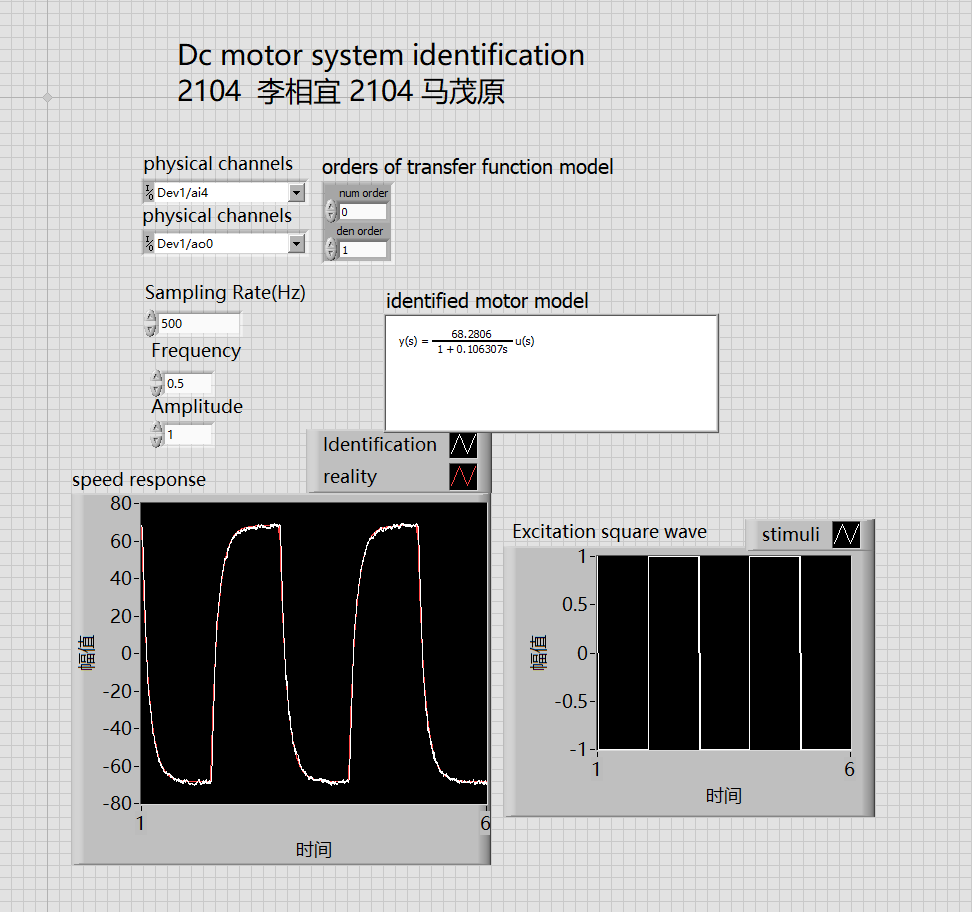 Dc motor system identification
2104 李相宜 2104 马茂原
physical channels
Dev1/ai4
physical channels
Dev1/ao0
orders of transfer function model
num order
0
den order
1
Sampling Rate(Hz)
500
Frequency
0.5
Amplitude
1
identified motor model
y(s) = 68.2806 / 1+0.106307s u(s)
Identification
reality
speed response
80
60
40
20
0
-20
-40
-60
-80
幅值
1
6
时间
Excitation square wave
stimuli
1
0.5
0
-0.5
-1
幅值
1
6
时间